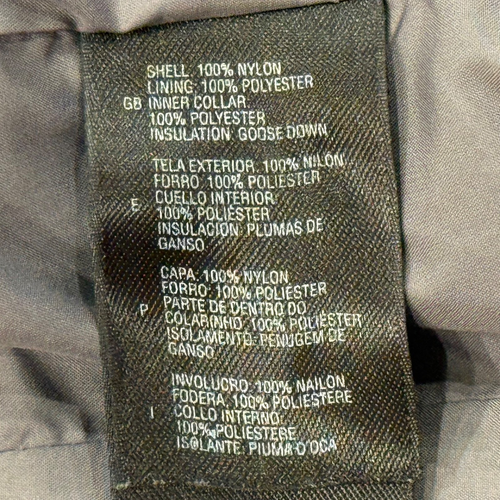 SHELL: 100% NYLON
LINING: 100% POLYESTER
GB INNER COLLAR:
100% POLYESTER
INSULATION: GOOSE DOWN
TELA EXTERIOR: 100% NILON
FORRO: 100% POLIESTER
E CUELLO INTERIOR
100% POLIESTER
INSULACION: PLUMAS DE
GANSO
CAPA: 100% NYLON
FORRO: 100% POLIÉSTER
P PARTE DE DENTRO DO
COLARINHO: 100% POLIÉSTER
ISOLAMENTO: PENUGEM DE
GANSO
INVOLUCRO: 100% NAILON
FODERA: 100% POLIESTERE
I COLLO INTERNO:
100% POLIESTERE
ISOLANTE: PIUMA D'OCA